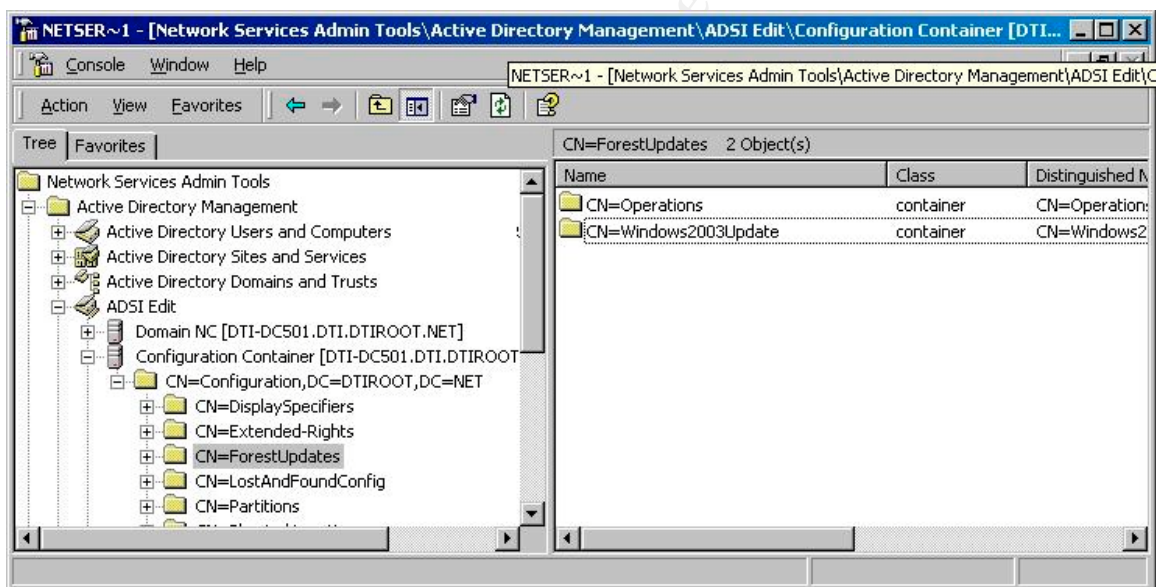 NETSER~1 - [Network Services Admin Tools\Active Directory Management\ADSI Edit\Configuration Container [DTI...
Console Window Help
NETSER~1 - [Network Services Admin Tools\Active Directory Management\ADSI Edit\C
Action View Favorites
Tree Favorites
CN=ForestUpdates 2 Object(s)
Name Class Distinguished N
Network Services Admin Tools
Active Directory Management
Active Directory Users and Computers
Active Directory Sites and Services
Active Directory Domains and Trusts
ADSI Edit
Domain NC [DTI-DC501.DTI.DTIROOT.NET]
Configuration Container [DTI-DC501.DTI.DTIROOT
CN=Configuration,DC=DTIROOT,DC=NET
CN=DisplaySpecifiers
CN=Extended-Rights
CN=ForestUpdates
CN=LostAndFoundConfig
CN=Partitions
CN=Operations container CN=Operation
CN=Windows2003Update container CN=Windows2